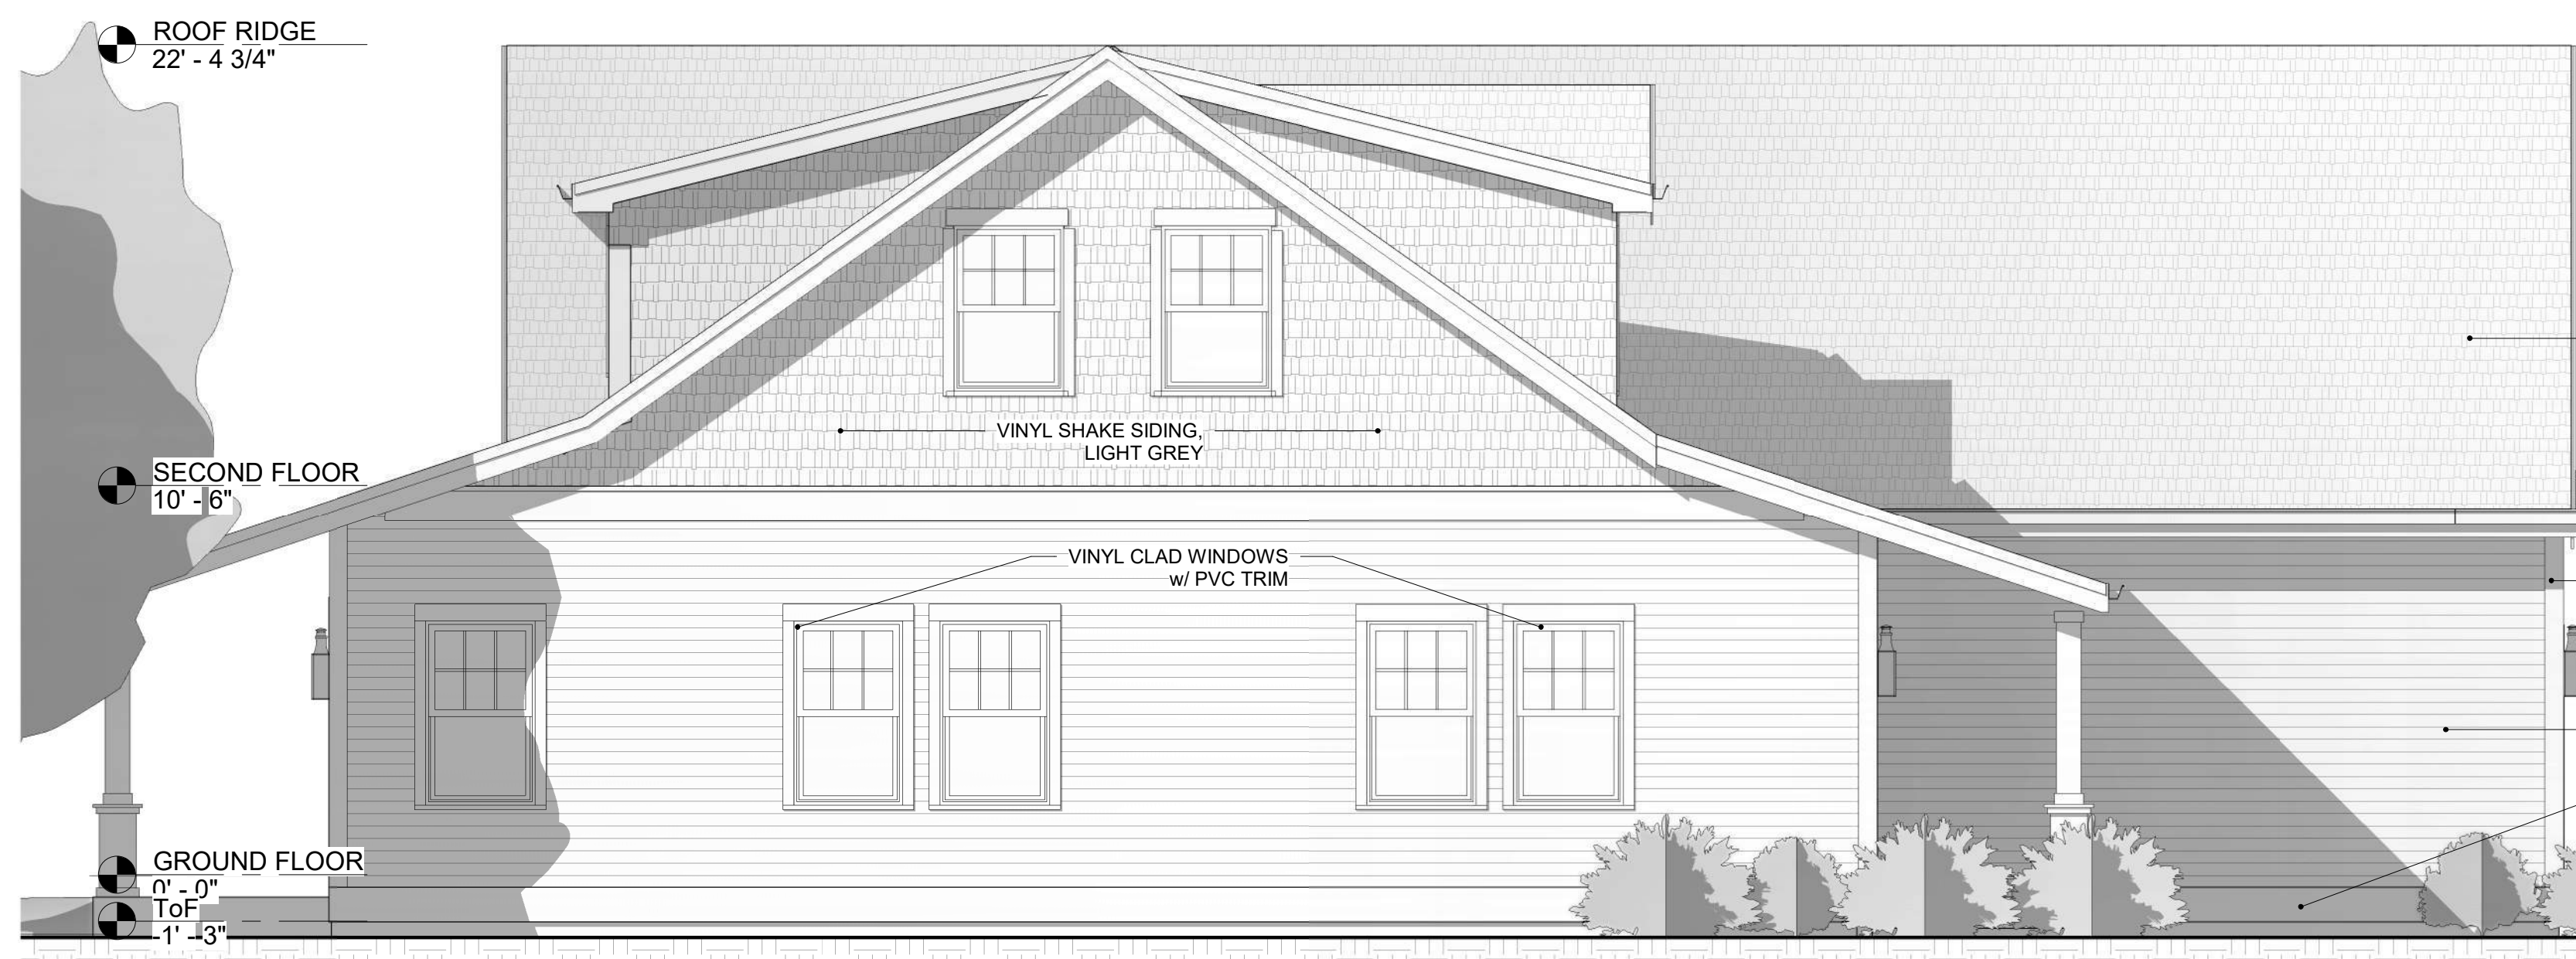 ROOF RIDGE
22' - 4 3/4"
VINYL SHAKE SIDING,
LIGHT GREY
SECOND FLOOR
10' - 6"
VINYL CLAD WINDOWS
w/ PVC TRIM
GROUND FLOOR
0' - 0"
ToF
-1' - 3"